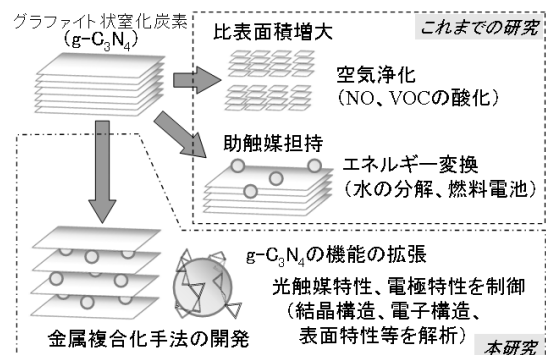 グラファイト状窒化炭素
(g-C3N4)
比表面積増大
これまでの研究
空気浄化
(NO、VOCの酸化)
助触媒担持
エネルギー変換
(水の分解、燃料電池)
g-C3N4の機能の拡張
光触媒特性、電極特性を制御
(結晶構造、電子構造、
表面特性等を解析)
金属複合化手法の開発
本研究